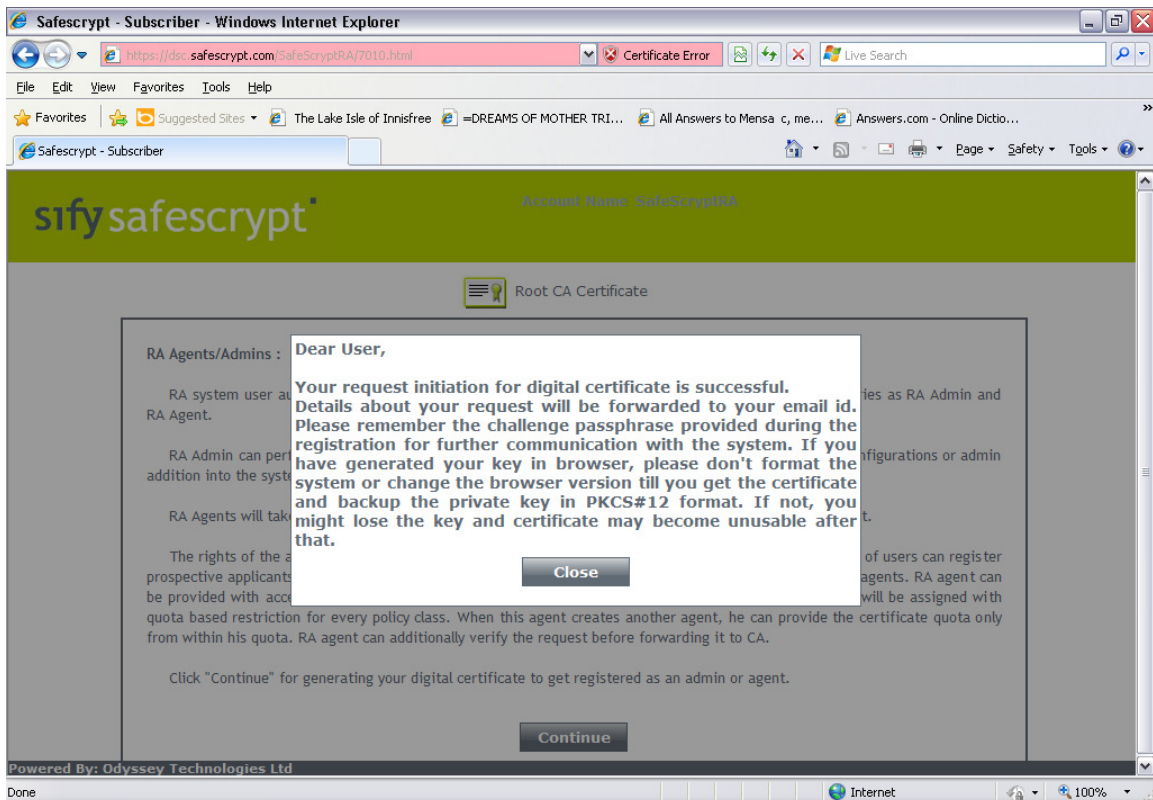 Safescrypt - Subscriber - Windows Internet Explorer
https://dsc.safescrypt.com/SafeScryptRA/7010.html Certificate Error Live Search
File Edit View Favorites Tools Help
Favorites Suggested Sites The Lake Isle of Innisfree =DREAMS OF MOTHER TRI... All Answers to Mensa c, me... Answers.com - Online Dictio... »
Safescrypt - Subscriber Page Safety Tools
sify safescrypt
Account Name SafeScryptRA
Root CA Certificate
RA Agents/Admins :
RA system user au
ies as RA Admin and
RA Agent.
RA Admin can per
nfigurations or admin
addition into the syste
RA Agents will tak
t.
The rights of the a
of users can register
prospective applicants
agents. RA agent can
be provided with acce
will be assigned with
quota based restriction for every policy class. When this agent creates another agent, he can provide the certificate quota only
from within his quota. RA agent can additionally verify the request before forwarding it to CA.
Click "Continue" for generating your digital certificate to get registered as an admin or agent.
Continue
Dear User,
Your request initiation for digital certificate is successful.
Details about your request will be forwarded to your email id.
Please remember the challenge passphrase provided during the
registration for further communication with the system. If you
have generated your key in browser, please don't format the
system or change the browser version till you get the certificate
and backup the private key in PKCS#12 format. If not, you
might lose the key and certificate may become unusable after
that.
Close
Powered By: Odyssey Technologies Ltd
Done Internet 100%